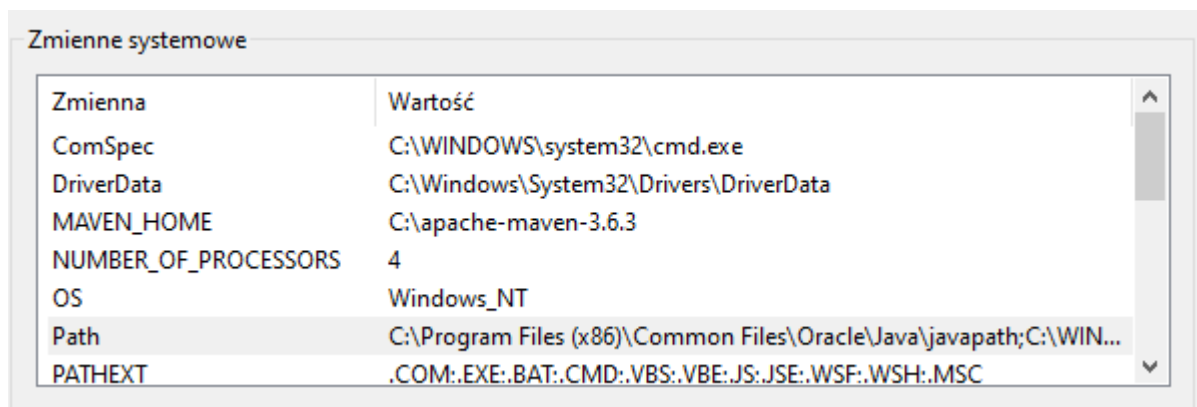 Zmienne systemowe
Zmienna Wartość
ComSpec C:\WINDOWS\system32\cmd.exe
DriverData C:\Windows\System32\Drivers\DriverData
MAVEN_HOME C:\apache-maven-3.6.3
NUMBER_OF_PROCESSORS 4
OS Windows_NT
Path C:\Program Files (x86)\Common Files\Oracle\Java\javapath;C:\WIN...
PATHEXT .COM;.EXE;.BAT;.CMD;.VBS;.VBE;.JS;.JSE;.WSF;.WSH;.MSC